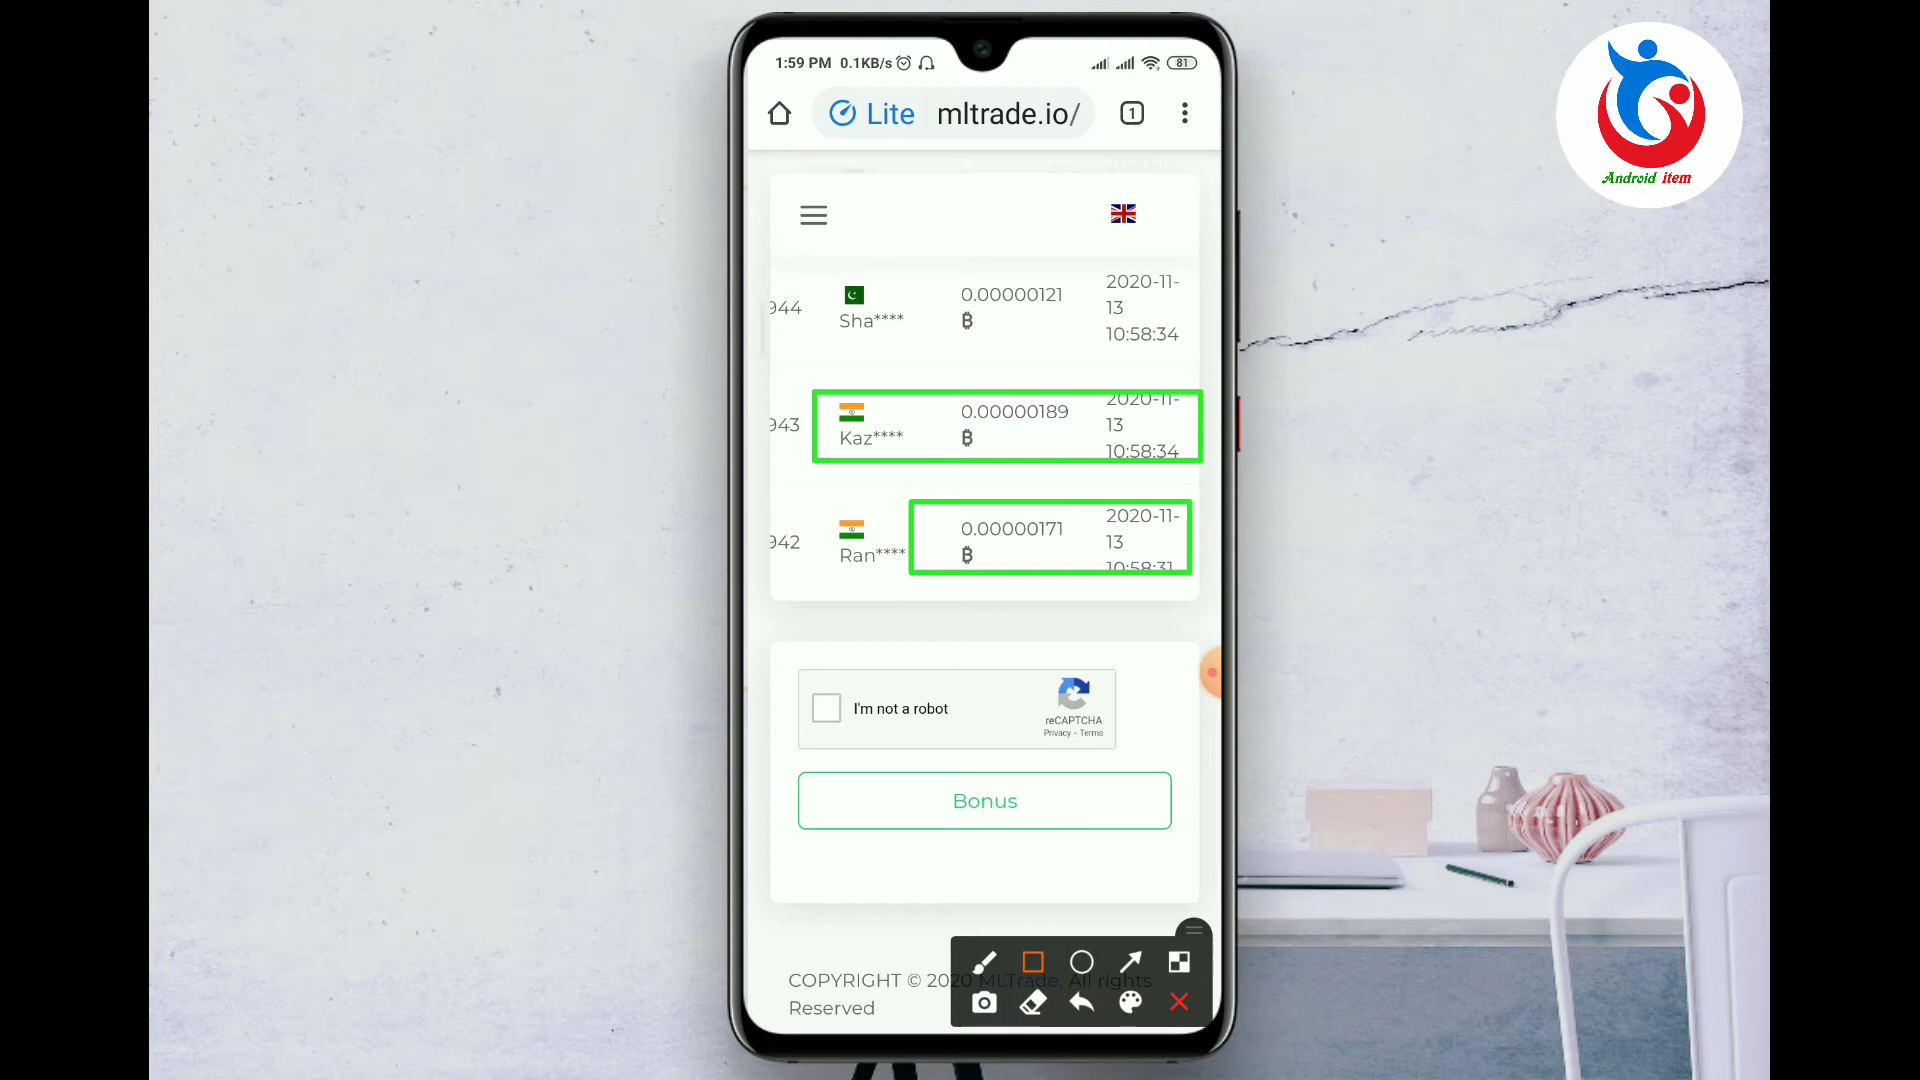 1:59 PM 0.1KB/s 81
Lite mltrade.io/ 1
944 Sha**** 0.00000121 ₿ 2020-11-
13
10:58:34
943 Kaz**** 0.00000189 ₿ 2020-11-
13
10:58:34
942 Ran**** 0.00000171 ₿ 2020-11-
13
10:58:31
I'm not a robot
reCAPTCHA
Privacy - Terms
Bonus
COPYRIGHT © 2020 MLTrade, All rights
Reserved
Android item